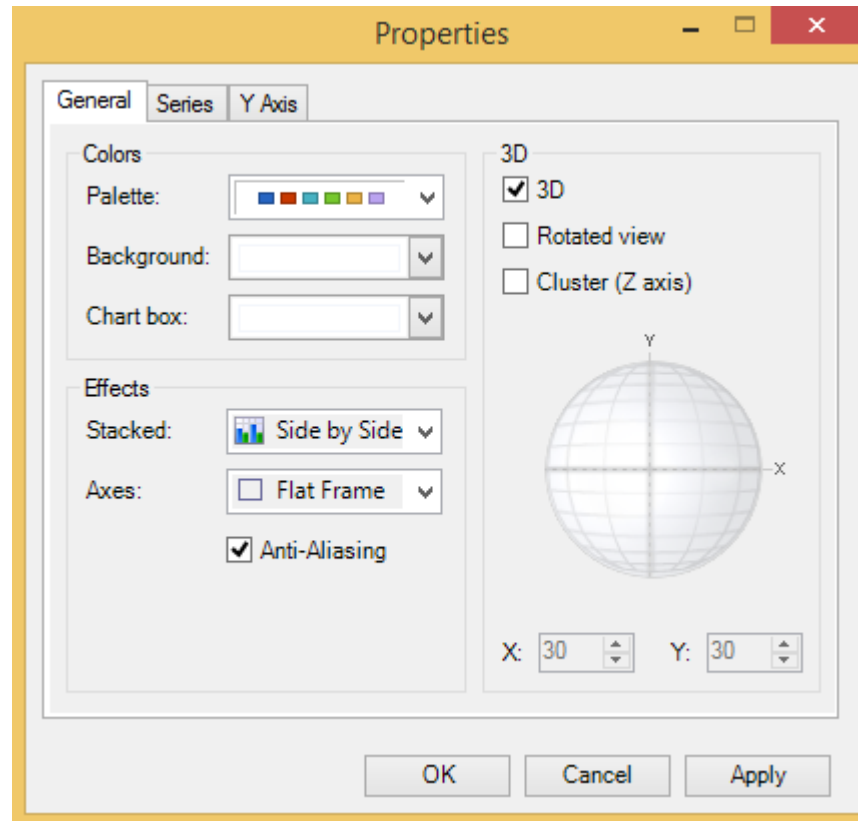 Properties
General Series Y Axis
Colors
Palette:
Background:
Chart box:
Effects
Stacked: Side by Side
Axes: Flat Frame
Anti-Aliasing
3D
3D
Rotated view
Cluster (Z axis)
Y
X
X: 30 Y: 30
OK Cancel Apply